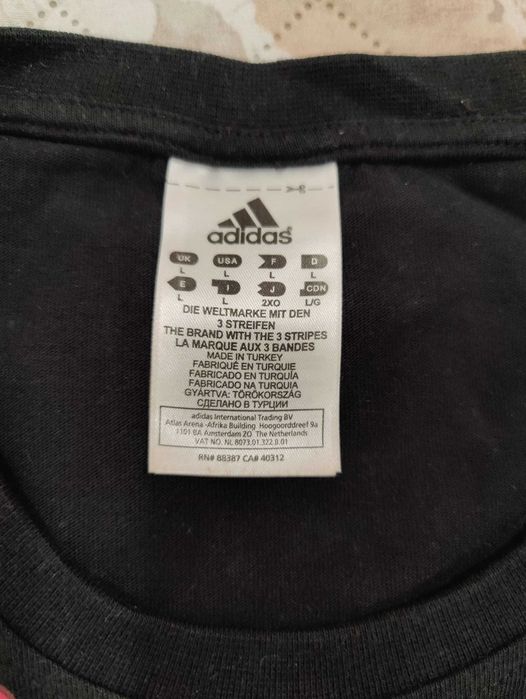 adidas
UK USA F D
L L L L
E I J CDN
L L 2XO L/G
DIE WELTMARKE MIT DEN
3 STREIFEN
THE BRAND WITH THE 3 STRIPES
LA MARQUE AUX 3 BANDES
MADE IN TURKEY
FABRIQUÉ EN TURQUIE
FABRICADO EN TURQUÍA
FABRICADO NA TURQUIA
GYÁRTVA: TÖRÖKORSZÁG
СДЕЛАНО В ТУРЦИИ
adidas International Trading BV
Atlas Arena -Afrika Building Hoogoorddreef 9a
1101 BA Amsterdam ZO The Netherlands
VAT NO. NL 8073.01.322.B.01
RN# 88387 CA# 40312